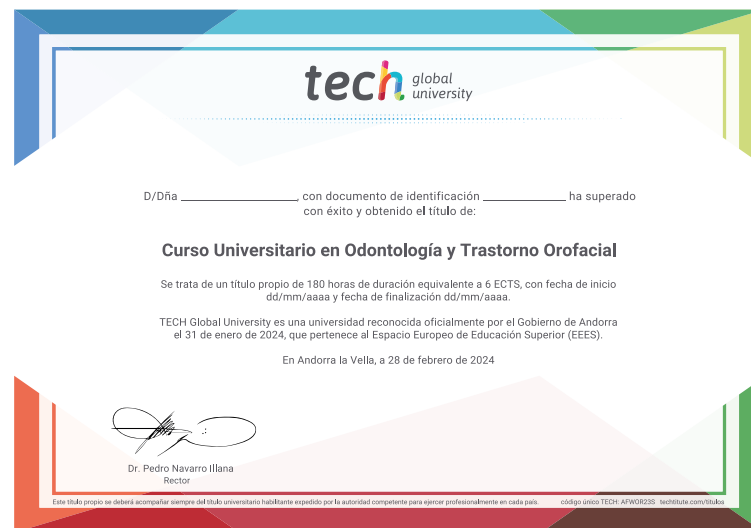 tech global university
D/Dña ______________, con documento de identificación __________ ha superado
con éxito y obtenido el título de:
Curso Universitario en Odontología y Trastorno Orofacial
Se trata de un título propio de 180 horas de duración equivalente a 6 ECTS, con fecha de inicio
dd/mm/aaaa y fecha de finalización dd/mm/aaaa.
TECH Global University es una universidad reconocida oficialmente por el Gobierno de Andorra
el 31 de enero de 2024, que pertenece al Espacio Europeo de Educación Superior (EEES).
En Andorra la Vella, a 28 de febrero de 2024
Dr. Pedro Navarro Illana
Rector
Este título propio se deberá acompañar siempre del título universitario habilitante expedido por la autoridad competente para ejercer profesionalmente en cada país. código único TECH: AFWOR23S techtitute.com/titulos